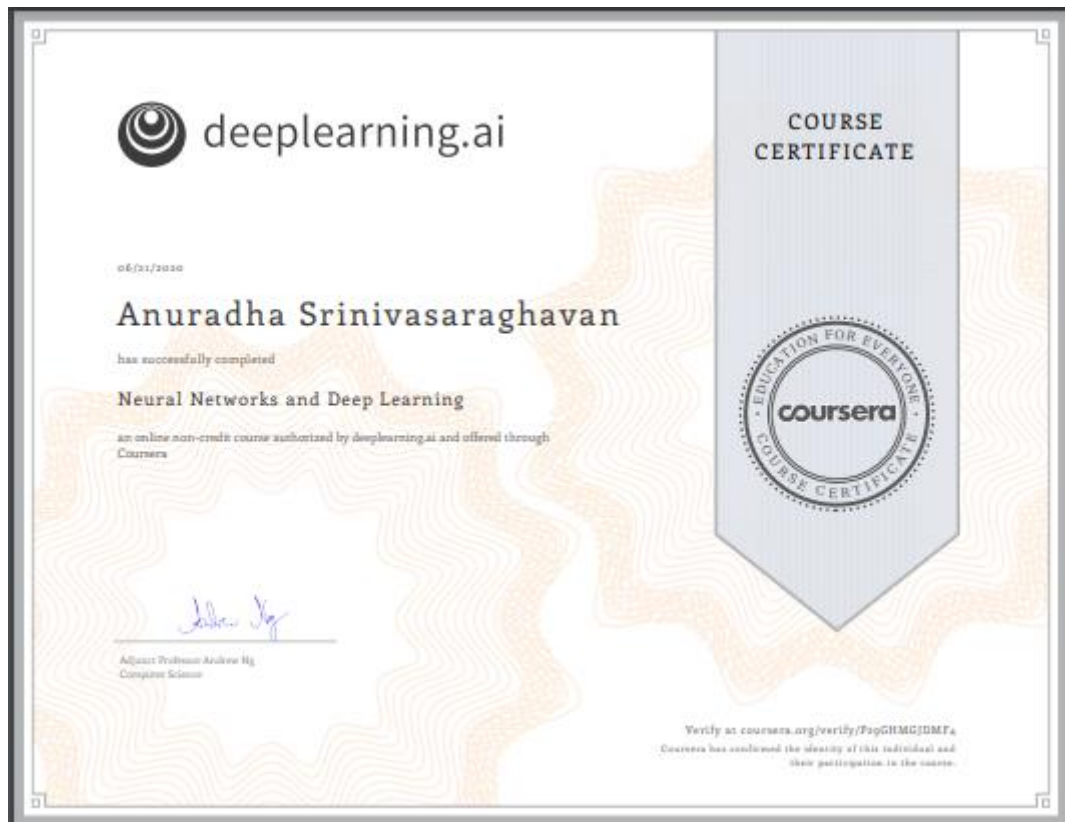 deeplearning.ai
COURSE
CERTIFICATE
06/21/2020
Anuradha Srinivasaraghavan
has successfully completed
Neural Networks and Deep Learning
an online non-credit course authorized by deeplearning.ai and offered through
Coursera
EDUCATION FOR EVERYONE
coursera
COURSE CERTIFICATE
Adjunct Professor Andrew Ng
Computer Science
Verify at coursera.org/verify/P29GHMGJDMF4
Coursera has confirmed the identity of this individual and
their participation in the course.